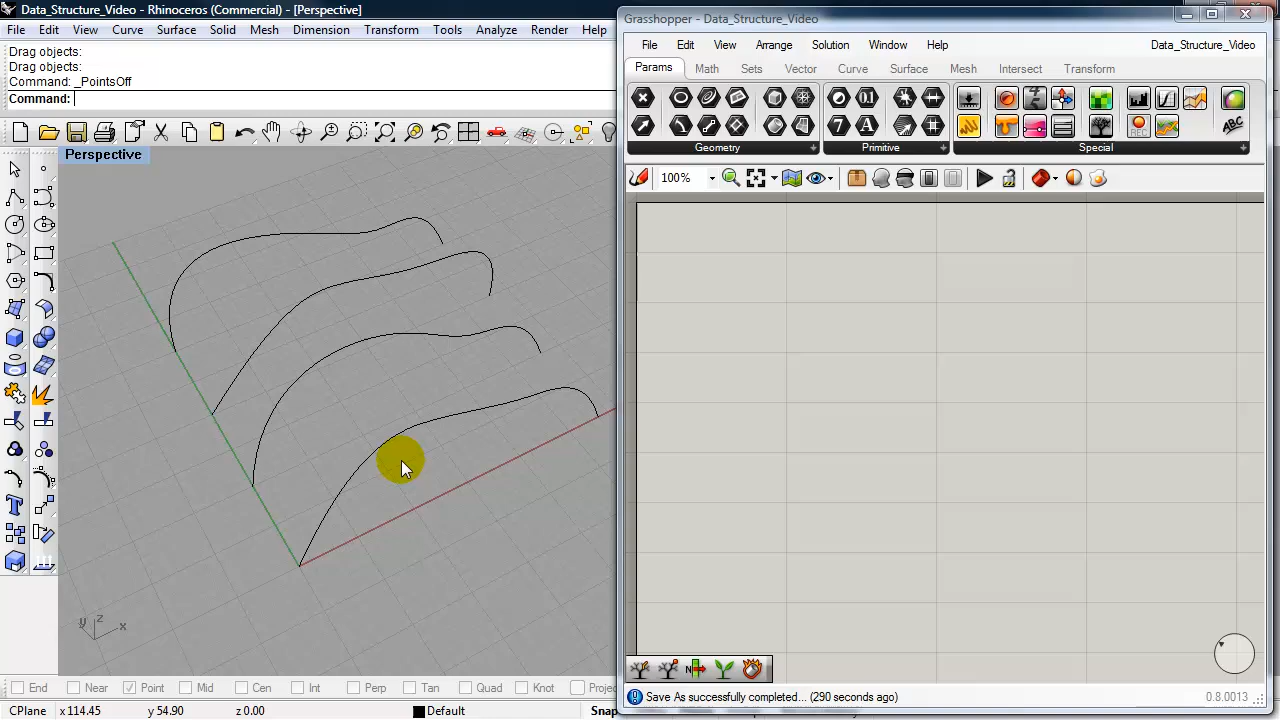 Data_Structure_Video - Rhinoceros (Commercial) - [Perspective]
File Edit View Curve Surface Solid Mesh Dimension Transform Tools Analyze Render Help
Drag objects:
Drag objects:
Command: _PointsOff
Command:
Perspective
y z x
End Near Point Mid Cen Int Perp Tan Quad Knot Projec
CPlane x 114.45 y 54.90 z 0.00 Default Snap
Grasshopper - Data_Structure_Video
File Edit View Arrange Solution Window Help Data_Structure_Video
Params Math Sets Vector Curve Surface Mesh Intersect Transform
Geometry Primitive Special
100%
Save As successfully completed... (290 seconds ago) 0.8.0013